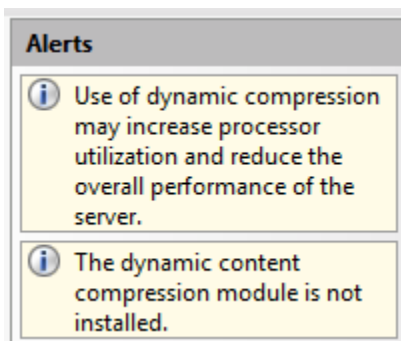 Alerts
Use of dynamic compression
may increase processor
utilization and reduce the
overall performance of the
server.
The dynamic content
compression module is not
installed.